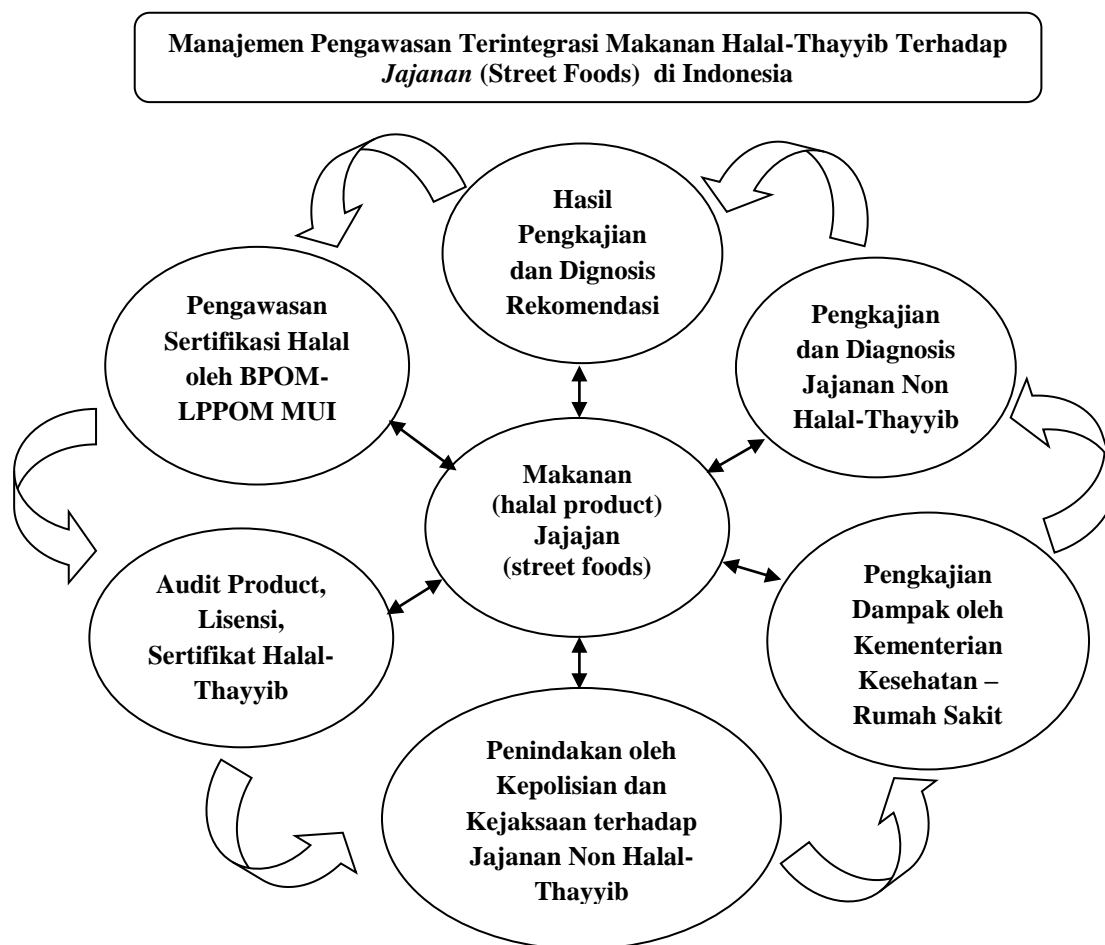 Manajemen Pengawasan Terintegrasi Makanan Halal-Thayyib Terhadap
Jajanan (Street Foods) di Indonesia
Hasil
Pengkajian
dan Dignosis
Rekomendasi
Pengawasan
Sertifikasi Halal
oleh BPOM-
LPPOM MUI
Pengkajian
dan Diagnosis
Jajanan Non
Halal-Thayyib
Makanan
(halal product)
Jajajan
(street foods)
Audit Product,
Lisensi,
Sertifikat Halal-
Thayyib
Pengkajian
Dampak oleh
Kementerian
Kesehatan –
Rumah Sakit
Penindakan oleh
Kepolisian dan
Kejaksaan terhadap
Jajanan Non Halal-
Thayyib